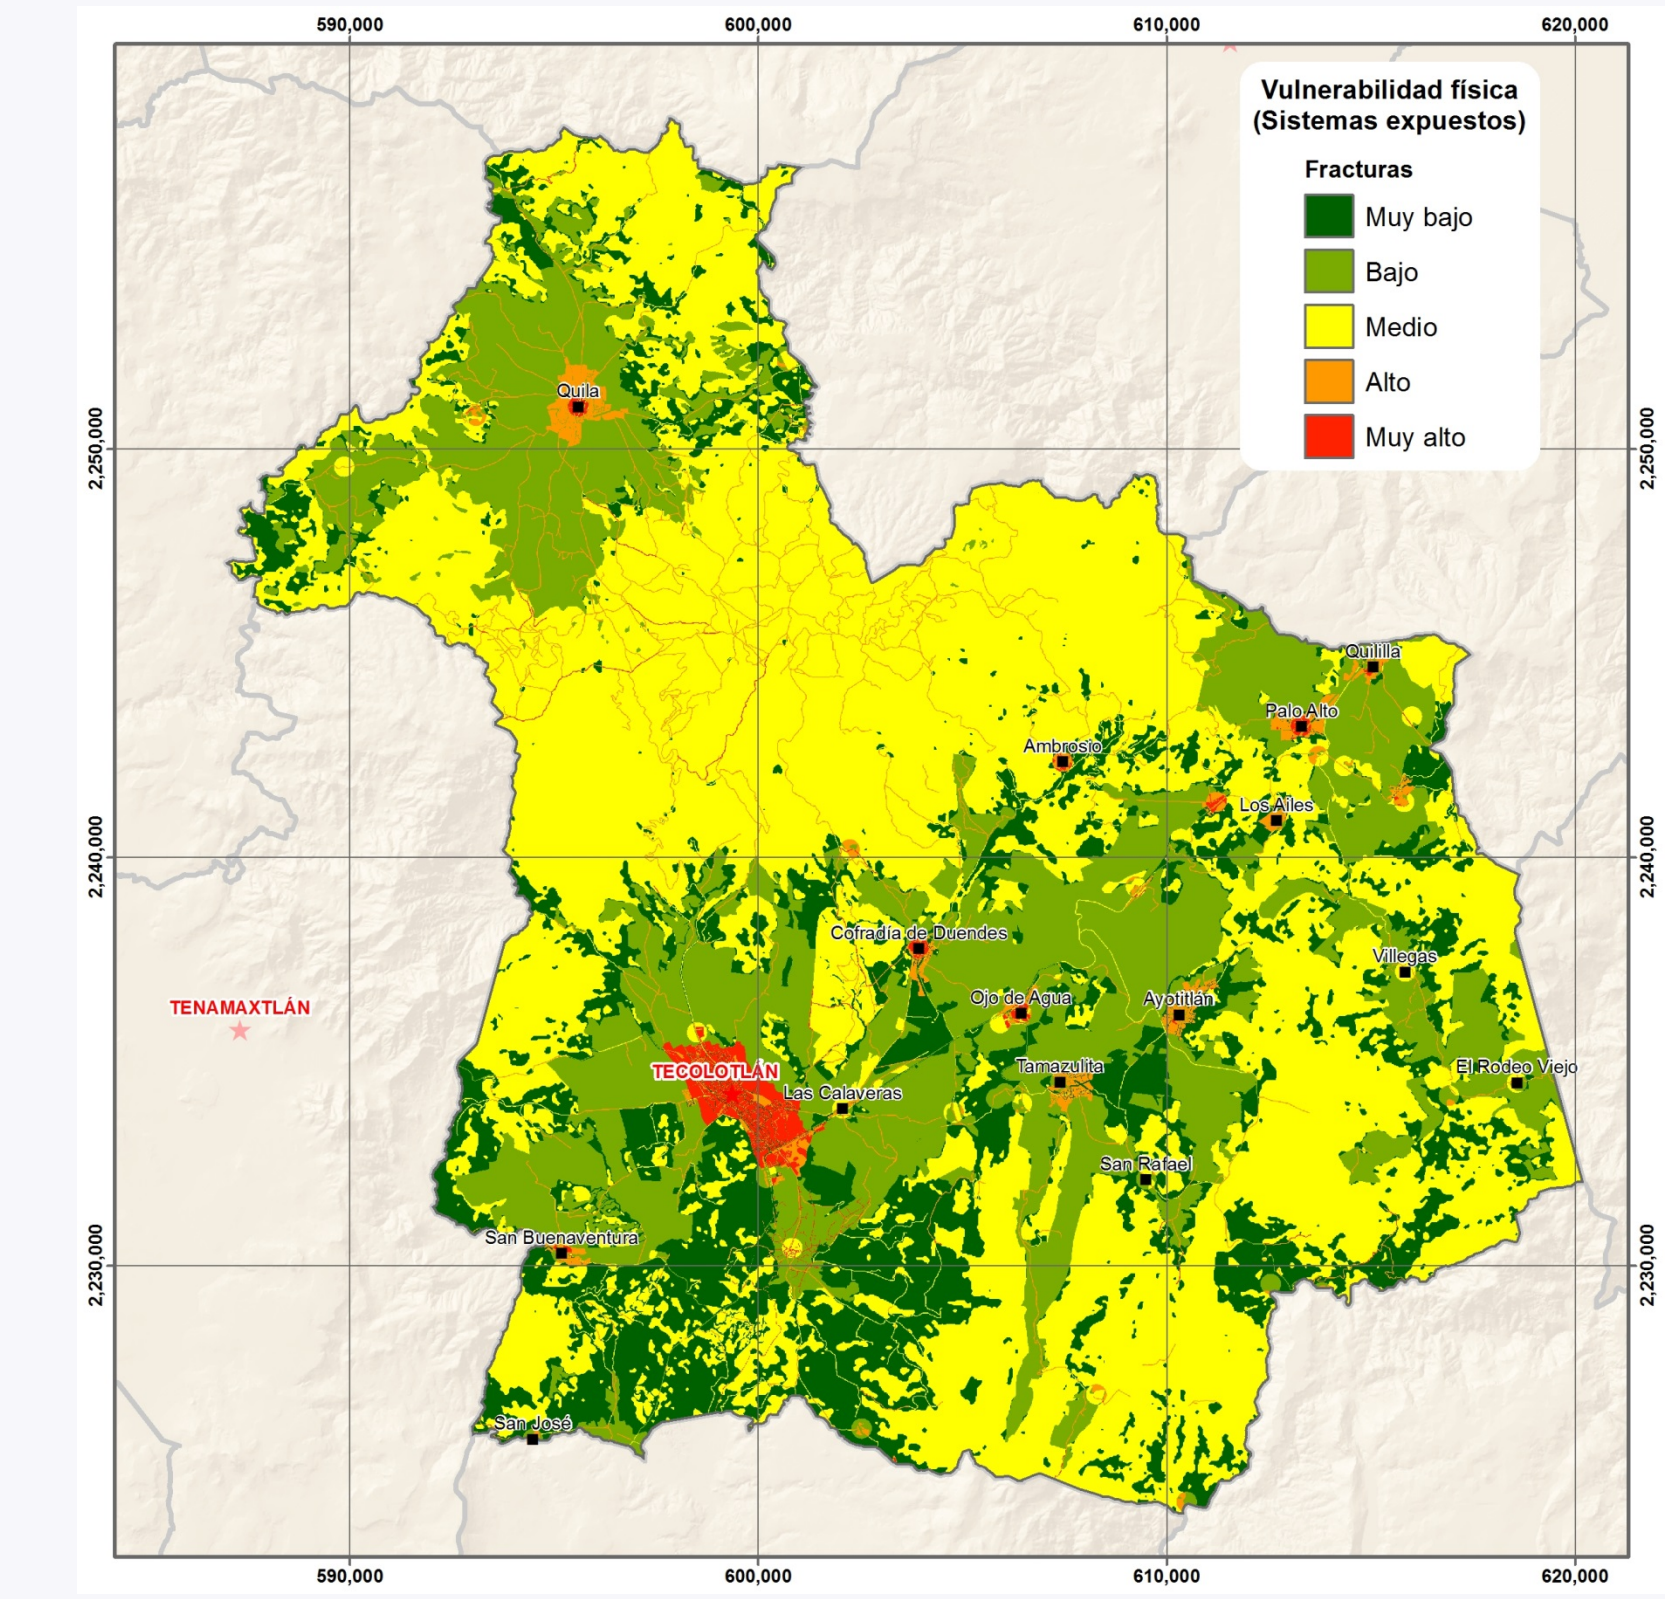 590,000
600,000
610,000
620,000
Vulnerabilidad física
(Sistemas expuestos)
Fracturas
Muy bajo
Bajo
Medio
Alto
Muy alto
2,250,000
2,250,000
Quila
Quililla
Palo Alto
Ambrosio
Los Ailes
2,240,000
2,240,000
Cofradía de Duendes
Villegas
Ojo de Agua
Ayotitlán
TENAMAXTLÁN
TECOLOTLÁN
Tamazulita
El Rodeo Viejo
Las Calaveras
San Rafael
San Buenaventura
2,230,000
2,230,000
San José
590,000
600,000
610,000
620,000